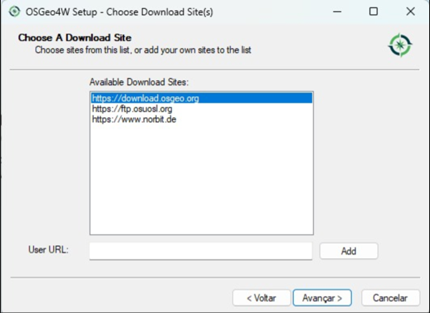 OSGeo4W Setup - Choose Download Site(s)
Choose A Download Site
Choose sites from this list, or add your own sites to the list
Available Download Sites:
https://download.osgeo.org
https://ftp.osuosl.org
https://www.norbit.de
User URL:
Add
< Voltar
Avançar >
Cancelar